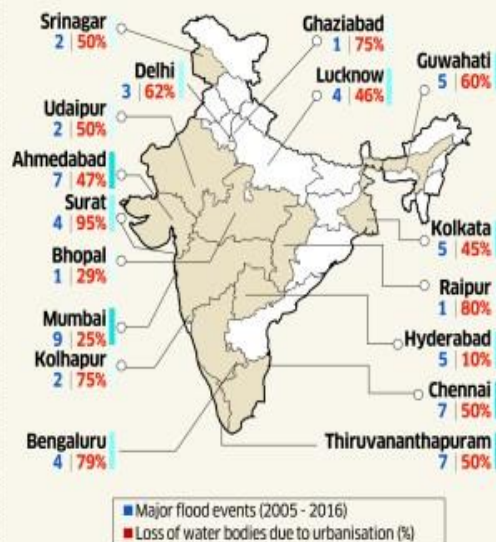 Srinagar
2 | 50%
Ghaziabad
1 | 75%
Delhi
3 | 62%
Lucknow
4 | 46%
Guwahati
5 | 60%
Udaipur
2 | 50%
Ahmedabad
7 | 47%
Surat
4 | 95%
Kolkata
5 | 45%
Bhopal
1 | 29%
Raipur
1 | 80%
Mumbai
9 | 25%
Hyderabad
5 | 10%
Kolhapur
2 | 75%
Chennai
7 | 50%
Bengaluru
4 | 79%
Thiruvananthapuram
7 | 50%
Major flood events (2005 - 2016)
Loss of water bodies due to urbanisation (%)